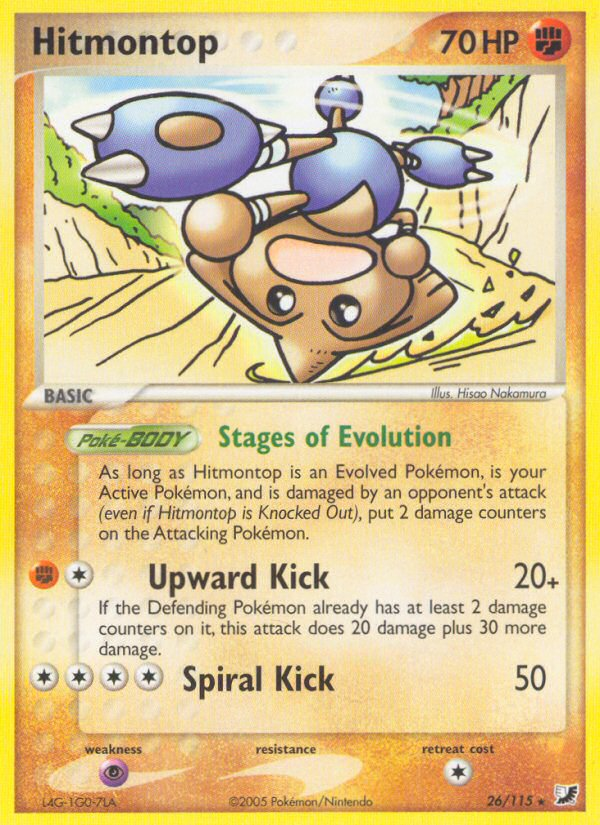 Hitmontop 70 HP
BASIC
Illus. Hisao Nakamura
Poké-BODY Stages of Evolution
As long as Hitmontop is an Evolved Pokémon, is your
Active Pokémon, and is damaged by an opponent's attack
(even if Hitmontop is Knocked Out), put 2 damage counters
on the Attacking Pokémon.
Upward Kick 20+
If the Defending Pokémon already has at least 2 damage
counters on it, this attack does 20 damage plus 30 more
damage.
Spiral Kick 50
weakness resistance retreat cost
L4G-1G0-7LA ©2005 Pokémon/Nintendo 26/115 ★